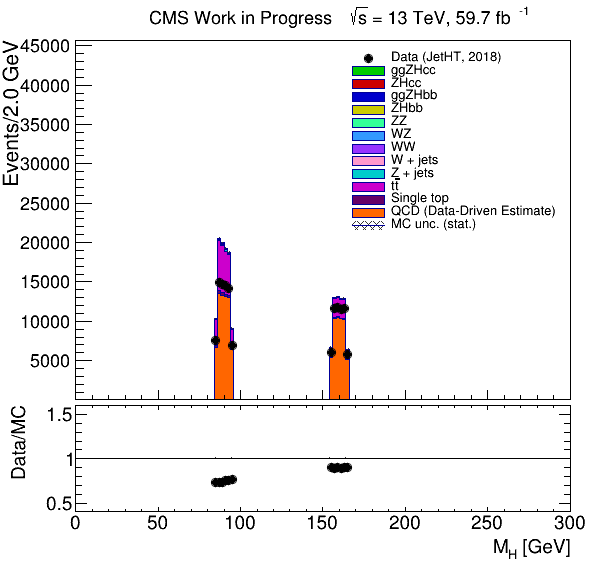 CMS Work in Progress √s = 13 TeV, 59.7 fb⁻¹
Events/2.0 GeV
45000
40000
35000
30000
25000
20000
15000
10000
5000
Data (JetHT, 2018)
ggZHcc
ZHcc
ggZHbb
ZHbb
ZZ
WZ
WW
W + jets
Z + jets
tt̅
Single top
QCD (Data-Driven Estimate)
MC unc. (stat.)
Data/MC
1.5
1
0.5
0 50 100 150 200 250 300
M_H [GeV]